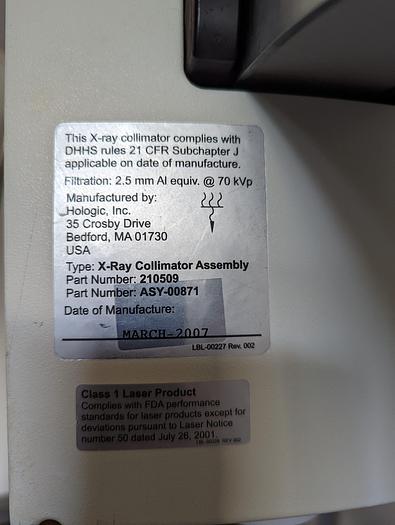 This X-ray collimator complies with
DHHS rules 21 CFR Subchapter J
applicable on date of manufacture.
Filtration: 2.5 mm Al equiv. @ 70 kVp
Manufactured by:
Hologic, Inc.
35 Crosby Drive
Bedford, MA 01730
USA
Type: X-Ray Collimator Assembly
Part Number: 210509
Part Number: ASY-00871
Date of Manufacture:
MARCH-2007
LBL-00227 Rev. 002
Class 1 Laser Product
Complies with FDA performance
standards for laser products except for
deviations pursuant to Laser Notice
number 50 dated July 26, 2001.